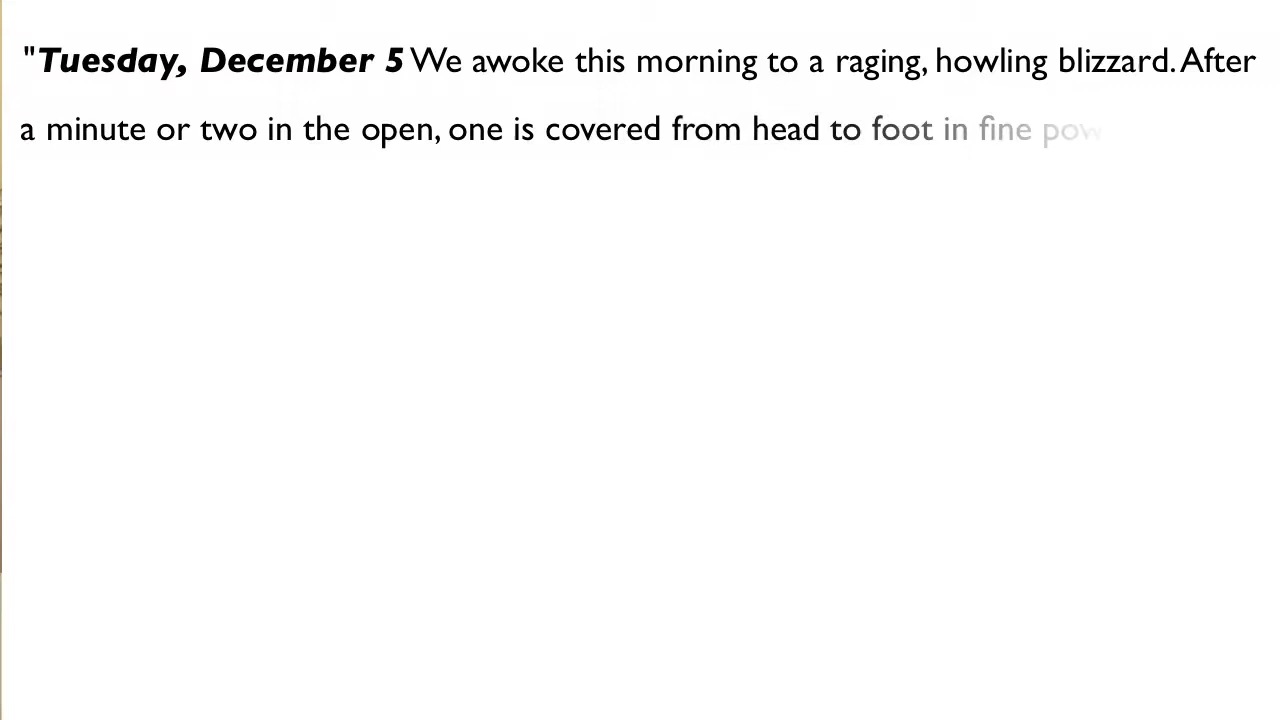 "Tuesday, December 5 We awoke this morning to a raging, howling blizzard. After
a minute or two in the open, one is covered from head to foot in fine pow